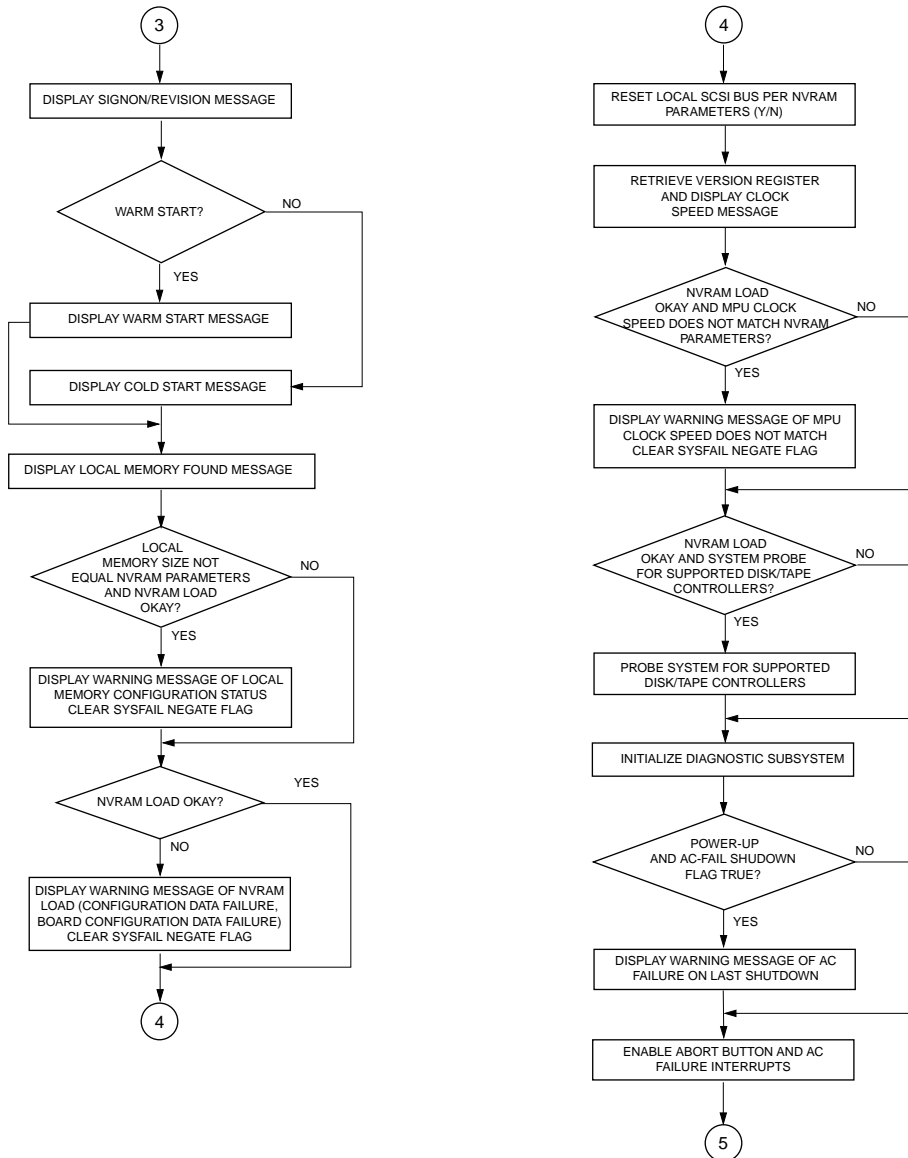 3
DISPLAY SIGNON/REVISION MESSAGE
WARM START?
NO
YES
DISPLAY WARM START MESSAGE
DISPLAY COLD START MESSAGE
DISPLAY LOCAL MEMORY FOUND MESSAGE
LOCAL
MEMORY SIZE NOT
EQUAL NVRAM PARAMETERS
AND NVRAM LOAD
OKAY?
NO
YES
DISPLAY WARNING MESSAGE OF LOCAL
MEMORY CONFIGURATION STATUS
CLEAR SYSFAIL NEGATE FLAG
NVRAM LOAD OKAY?
YES
NO
DISPLAY WARNING MESSAGE OF NVRAM
LOAD (CONFIGURATION DATA FAILURE,
BOARD CONFIGURATION DATA FAILURE)
CLEAR SYSFAIL NEGATE FLAG
4
4
RESET LOCAL SCSI BUS PER NVRAM
PARAMETERS (Y/N)
RETRIEVE VERSION REGISTER
AND DISPLAY CLOCK
SPEED MESSAGE
NVRAM LOAD
OKAY AND MPU CLOCK
SPEED DOES NOT MATCH NVRAM
PARAMETERS?
NO
YES
DISPLAY WARNING MESSAGE OF MPU
CLOCK SPEED DOES NOT MATCH
CLEAR SYSFAIL NEGATE FLAG
NVRAM LOAD
OKAY AND SYSTEM PROBE
FOR SUPPORTED DISK/TAPE
CONTROLLERS?
NO
YES
PROBE SYSTEM FOR SUPPORTED
DISK/TAPE CONTROLLERS
INITIALIZE DIAGNOSTIC SUBSYSTEM
POWER-UP
AND AC-FAIL SHUDOWN
FLAG TRUE?
NO
YES
DISPLAY WARNING MESSAGE OF AC
FAILURE ON LAST SHUTDOWN
ENABLE ABORT BUTTON AND AC
FAILURE INTERRUPTS
5